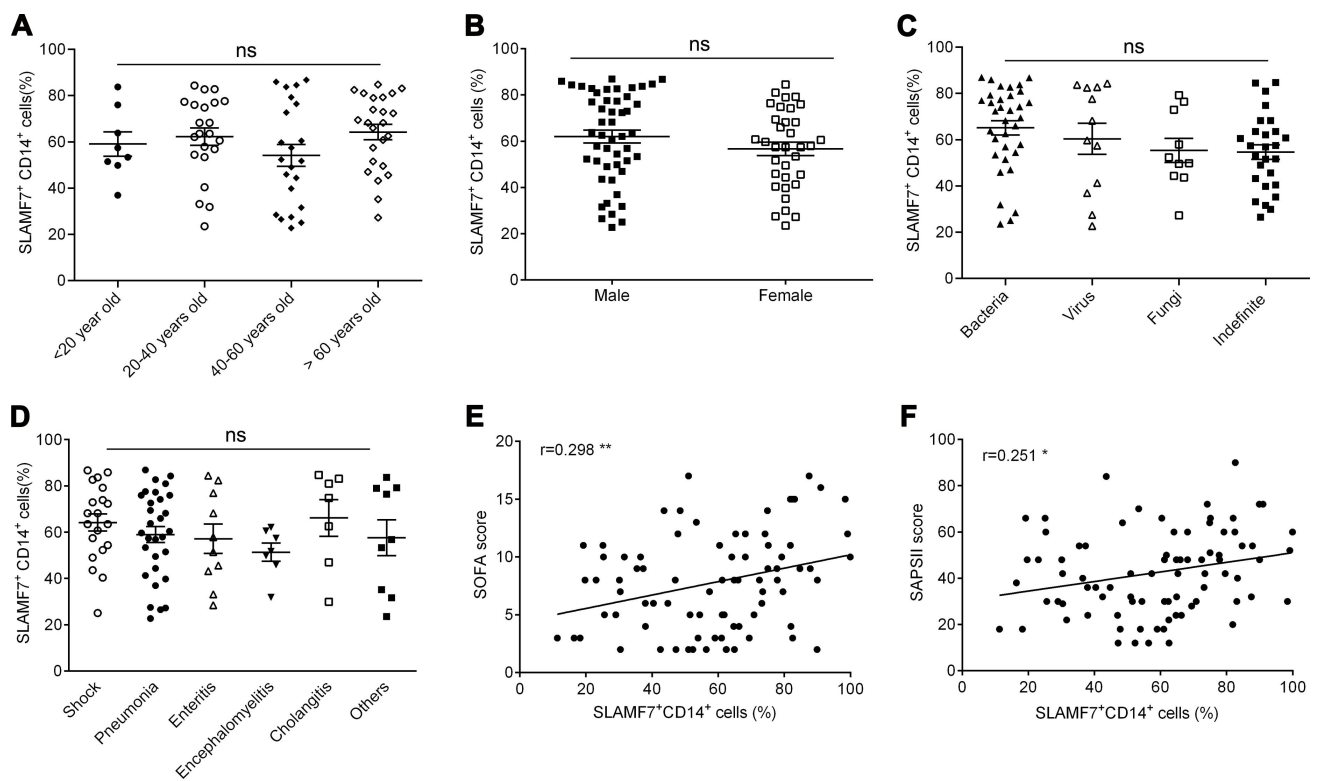 A
SLAMF7⁺ CD14⁺ cells(%)
100
80
60
40
20
0
ns
<20 year old
20-40 years old
40-60 years old
> 60 years old
B
SLAMF7⁺ CD14⁺ cells (%)
100
80
60
40
20
0
ns
Male
Female
C
SLAMF7⁺ CD14⁺ cells(%)
100
80
60
40
20
0
ns
Bacteria
Virus
Fungi
Indefinite
D
SLAMF7⁺ CD14⁺ cells(%)
100
80
60
40
20
0
ns
Shock
Pneumonia
Enteritis
Encephalomyelitis
Cholangitis
Others
E
SOFA score
20
15
10
5
0
r=0.298 **
0 20 40 60 80 100
SLAMF7⁺CD14⁺ cells (%)
F
SAPSII score
100
80
60
40
20
0
r=0.251 *
0 20 40 60 80 100
SLAMF7⁺CD14⁺ cells (%)